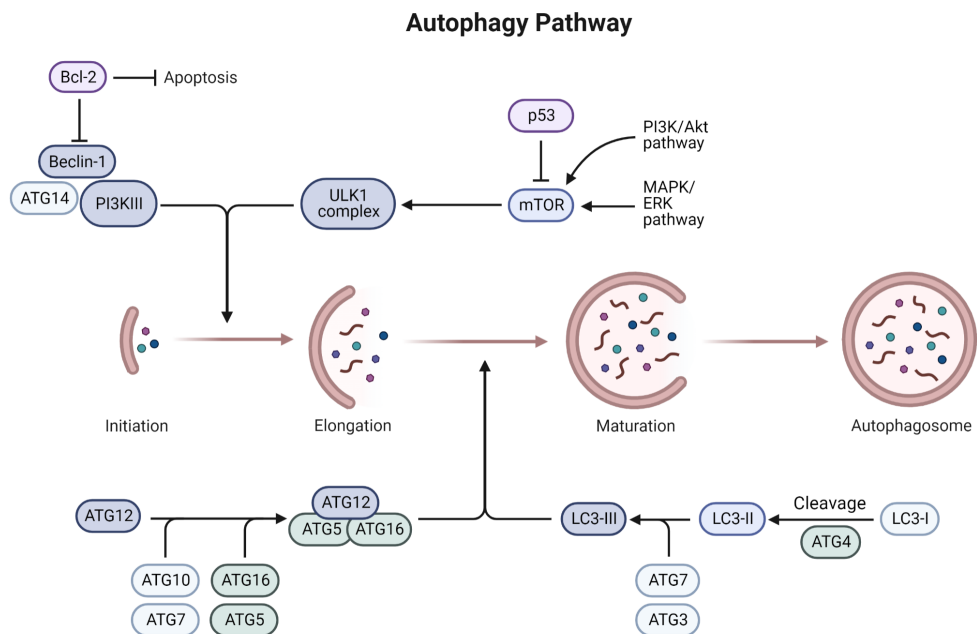 Autophagy Pathway
Bcl-2
Apoptosis
Beclin-1
ATG14
PI3KIII
ULK1
complex
p53
mTOR
PI3K/Akt
pathway
MAPK/
ERK
pathway
Initiation
Elongation
Maturation
Autophagosome
ATG12
ATG10
ATG7
ATG16
ATG5
ATG12
ATG5
ATG16
LC3-III
LC3-II
Cleavage
ATG4
LC3-I
ATG7
ATG3